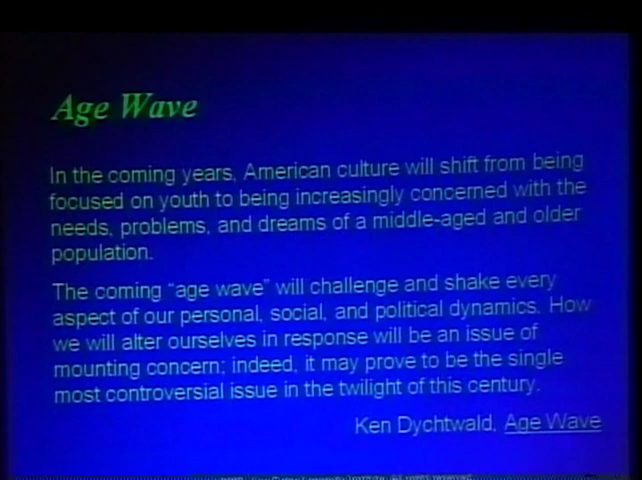 Age Wave
In the coming years, American culture will shift from being
focused on youth to being increasingly concerned with the
needs, problems, and dreams of a middle-aged and older
population.
The coming “age wave” will challenge and shake every
aspect of our personal, social, and political dynamics. How
we will alter ourselves in response will be an issue of
mounting concern; indeed, it may prove to be the single
most controversial issue in the twilight of this century.
Ken Dychtwald, Age Wave